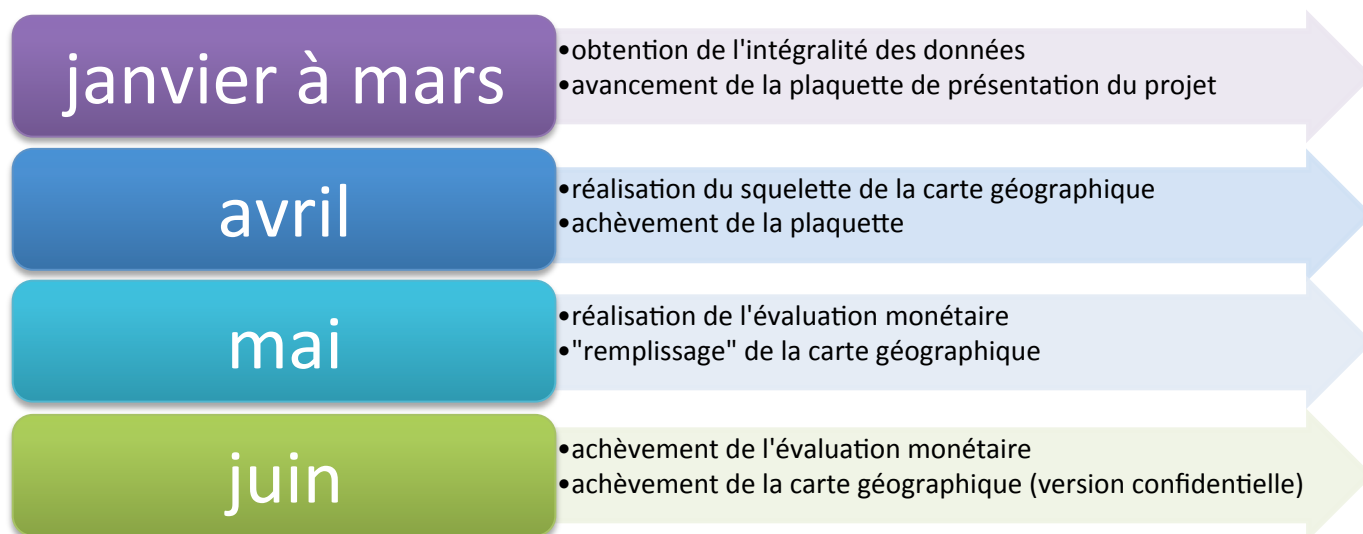 janvier à mars
•obtention de l'intégralité des données
•avancement de la plaquette de présentation du projet
avril
•réalisation du squelette de la carte géographique
•achèvement de la plaquette
mai
•réalisation de l'évaluation monétaire
•"remplissage" de la carte géographique
juin
•achèvement de l'évaluation monétaire
•achèvement de la carte géographique (version confidentielle)